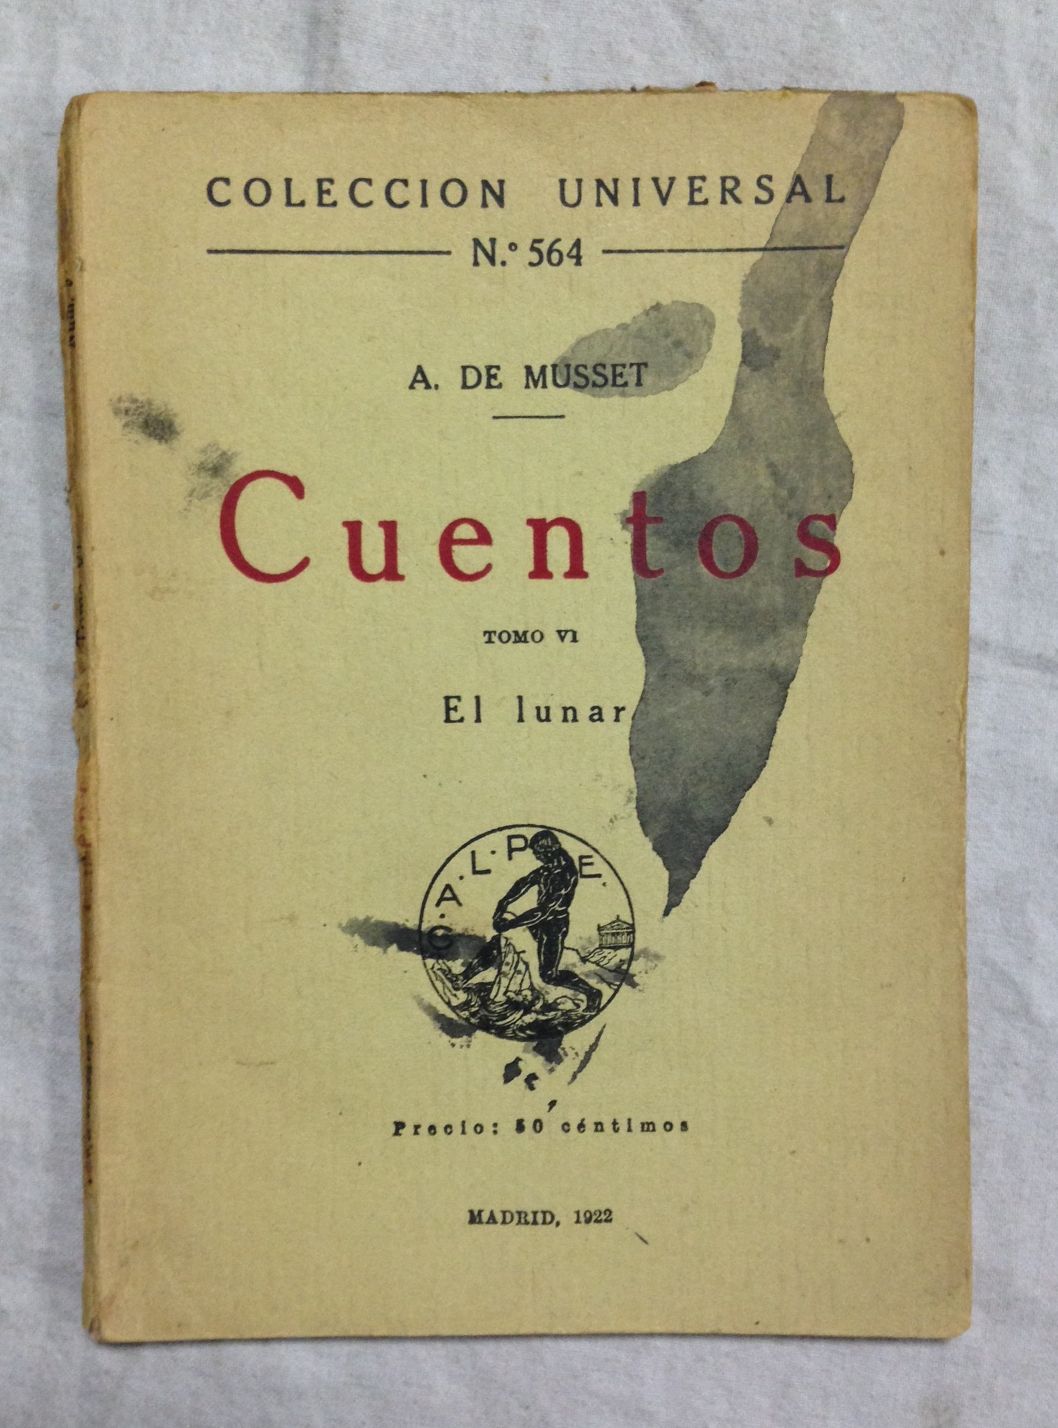 COLECCION UNIVERSAL
N.º 564
A. DE MUSSET
Cuentos
TOMO VI
El lunar
C·A·L·P·E·
Precio: 50 céntimos
MADRID, 1922